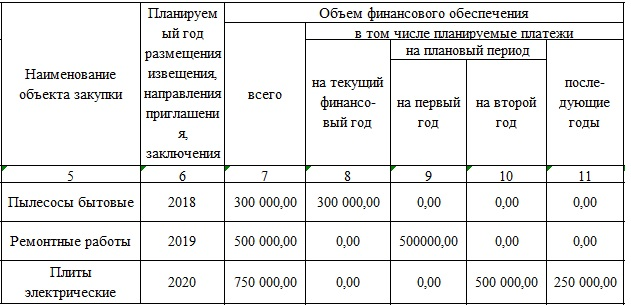 Наименование
объекта закупки
Планируем
ый год
размещения
извещения,
направления
приглашени
я,
заключения
Объем финансового обеспечения
всего
в том числе планируемые платежи
на текущий
финансо-
вый год
на плановый период
на первый
год
на второй
год
после-
дующие
годы
5 6 7 8 9 10 11
Пылесосы бытовые 2018 300 000,00 300 000,00 0,00 0,00 0,00
Ремонтные работы 2019 500 000,00 0,00 500000,00 0,00 0,00
Плиты
электрические 2020 750 000,00 0,00 0,00 500 000,00 250 000,00